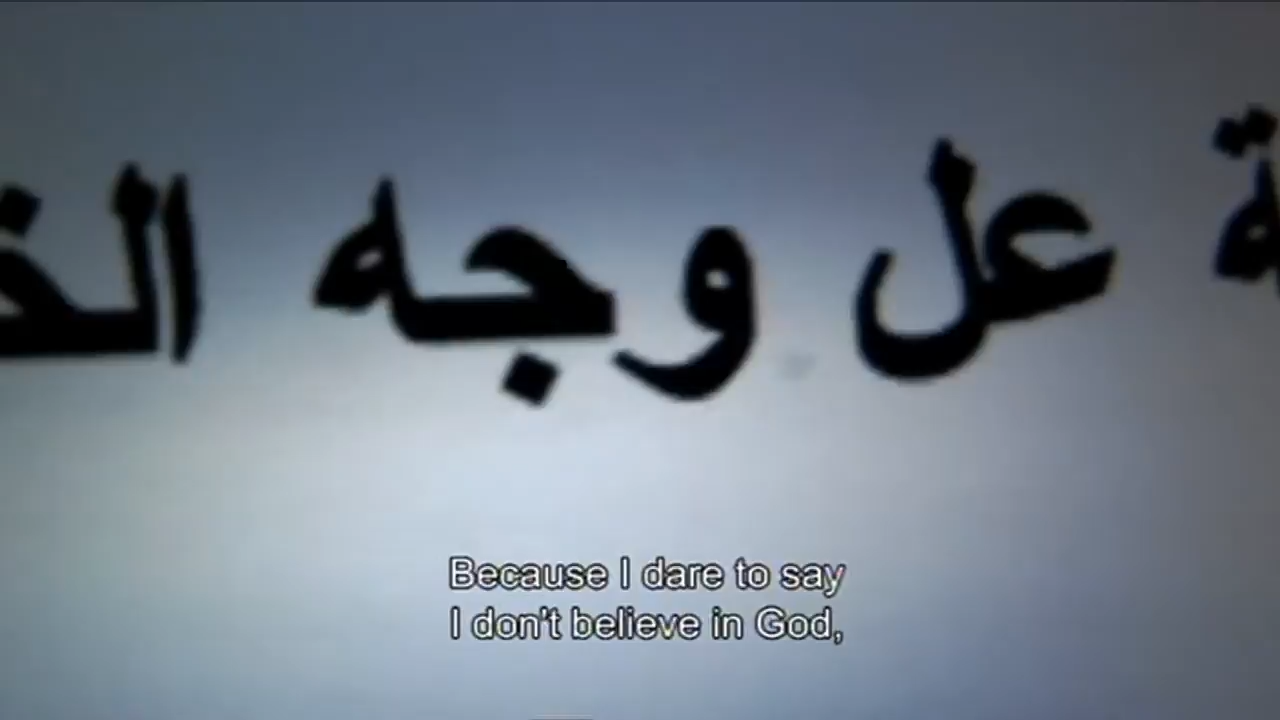 عل وجه
Because I dare to say
I don't believe in God,